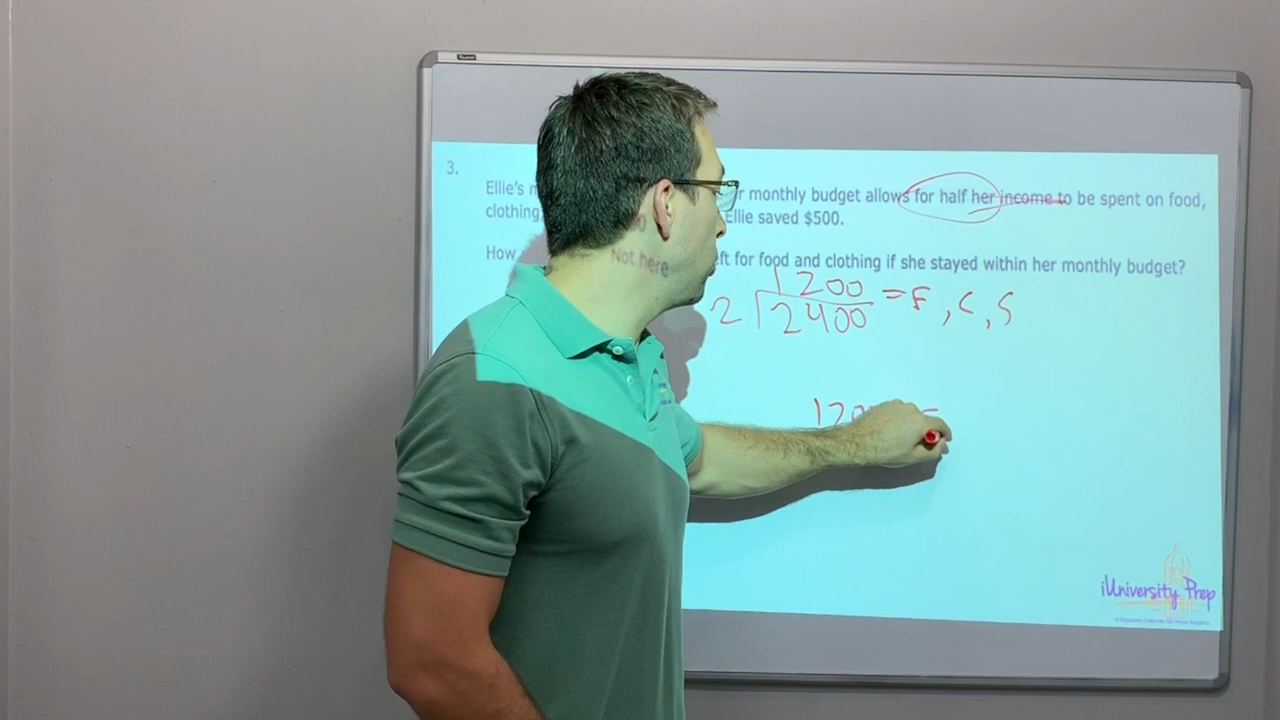 3.
Ellie's r monthly budget allows for half her income to be spent on food,
clothing, Ellie saved $500.
How ft for food and clothing if she stayed within her monthly budget?
Not here
1200
2 2400 = F, C, S
120
iUniversity Prep